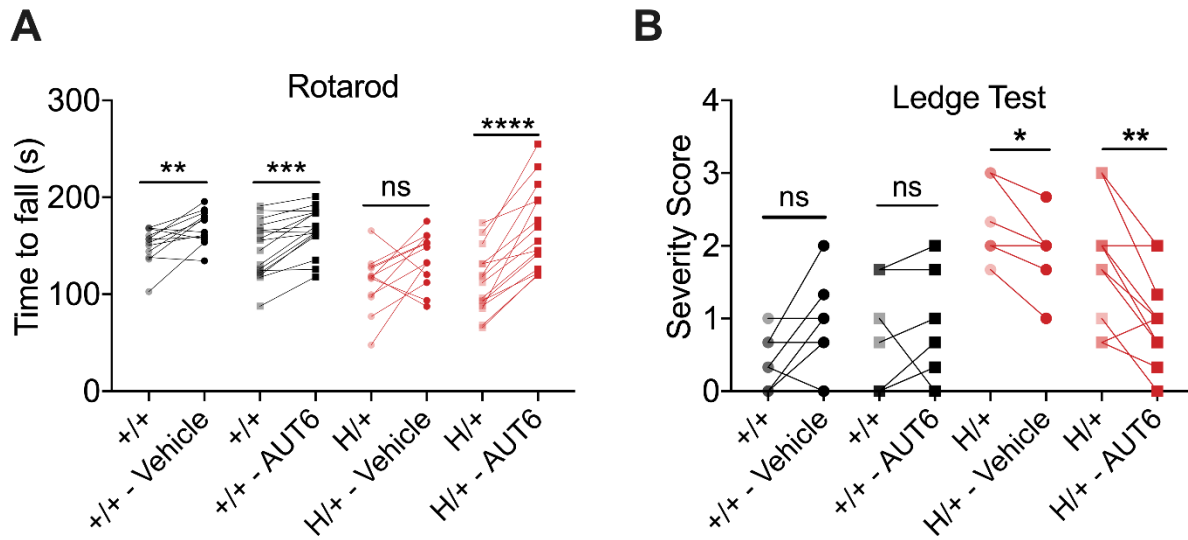 A
Rotarod
Time to fall (s)
300
200
100
0
**
***
ns
****
+/+
+/+ - Vehicle
+/+
+/+ - AUT6
H/+
H/+ - Vehicle
H/+
H/+ - AUT6
B
Ledge Test
Severity Score
4
3
2
1
0
ns
ns
*
**
+/+
+/+ - Vehicle
+/+
+/+ - AUT6
H/+
H/+ - Vehicle
H/+
H/+ - AUT6